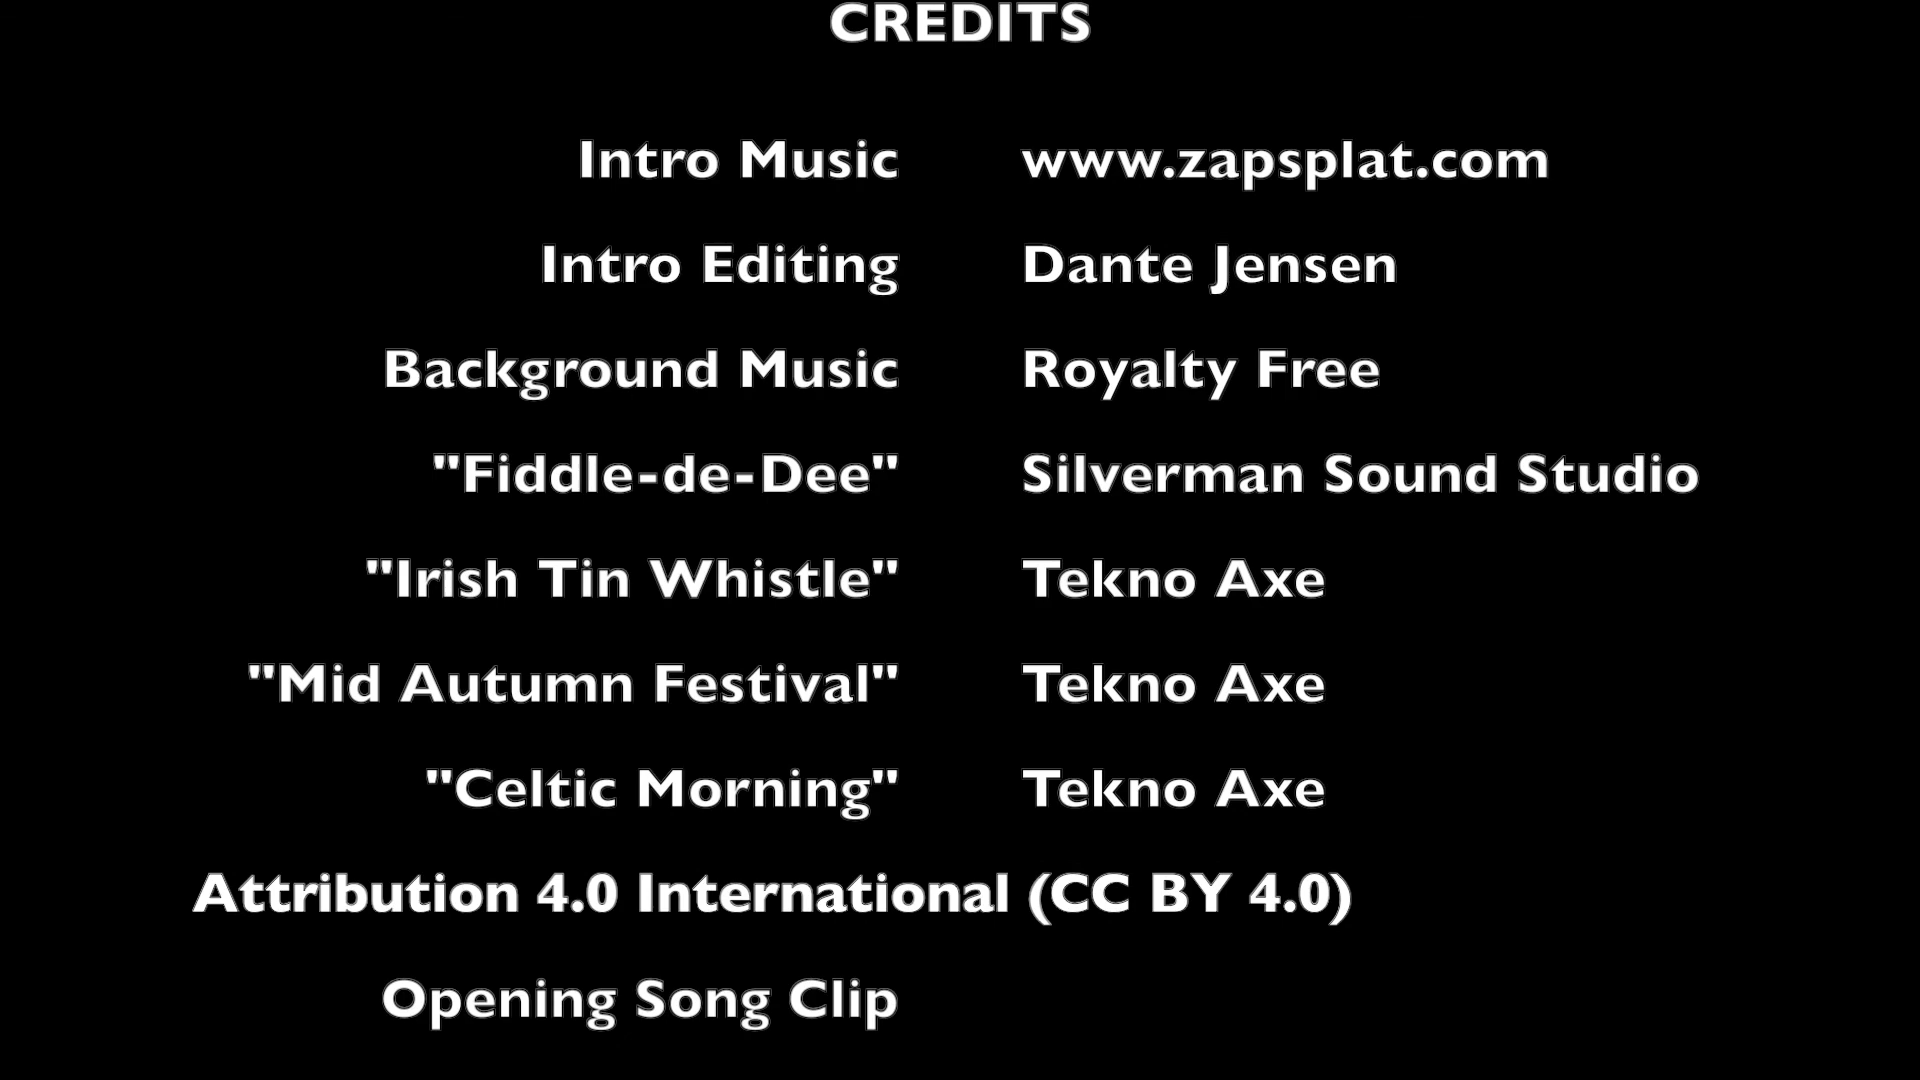 CREDITS
Intro Music www.zapsplat.com
Intro Editing Dante Jensen
Background Music Royalty Free
"Fiddle-de-Dee" Silverman Sound Studio
"Irish Tin Whistle" Tekno Axe
"Mid Autumn Festival" Tekno Axe
"Celtic Morning" Tekno Axe
Attribution 4.0 International (CC BY 4.0)
Opening Song Clip